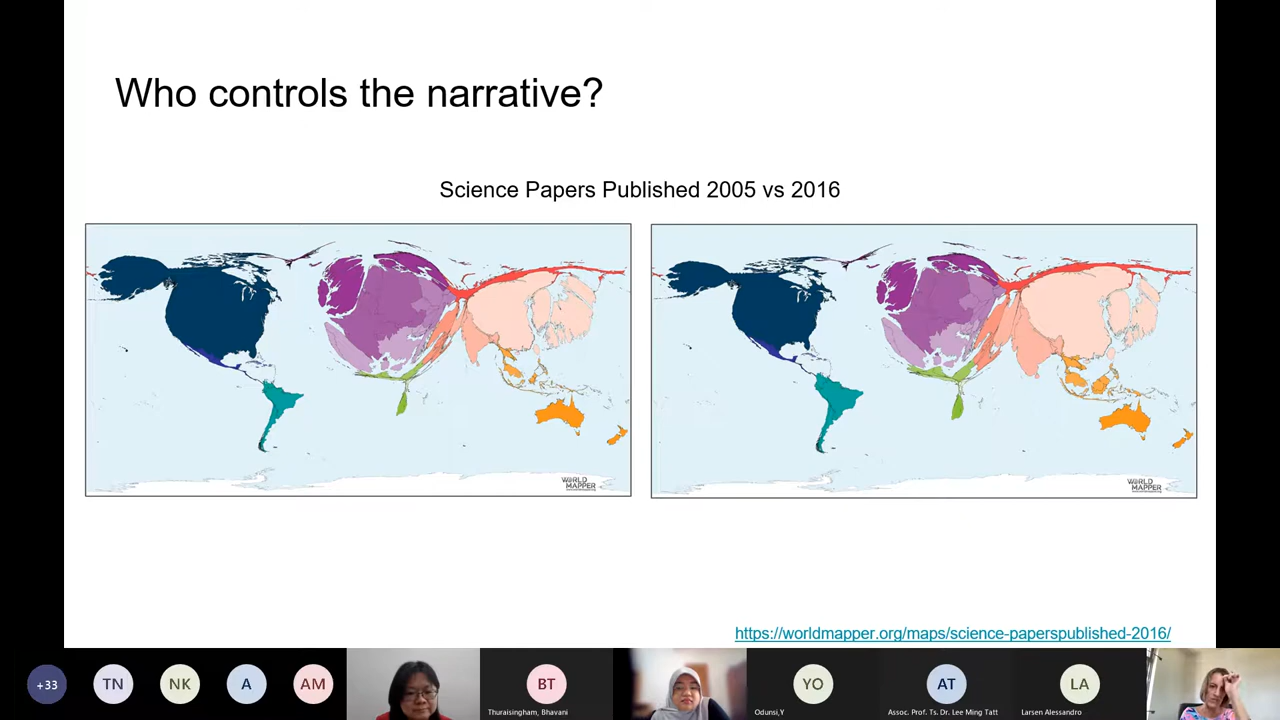 Who controls the narrative?
Science Papers Published 2005 vs 2016
WORLD
MAPPER
WORLD
MAPPER
https://worldmapper.org/maps/science-paperspublished-2016/
+33
TN
NK
A
AM
BT
Thuraisingham, Bhavani
YO
Odunsi,Y
AT
Assoc. Prof. Ts. Dr. Lee Ming Tatt
LA
Larsen Alessandro